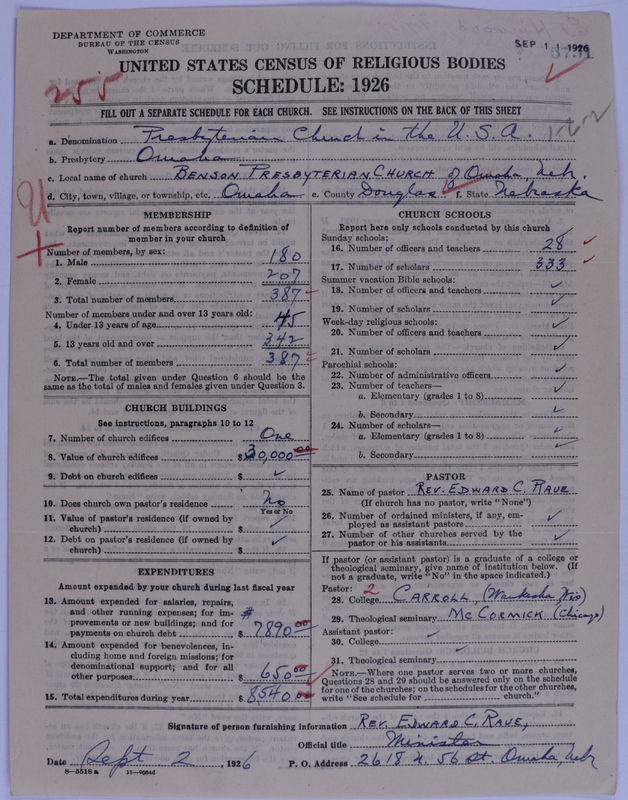 DEPARTMENT OF COMMERCE
BUREAU OF THE CENSUS
WASHINGTON
SEP 1 1926
3731
UNITED STATES CENSUS OF RELIGIOUS BODIES
SCHEDULE: 1926
255
FILL OUT A SEPARATE SCHEDULE FOR EACH CHURCH. SEE INSTRUCTIONS ON THE BACK OF THIS SHEET
a. Denomination Presbyterian Church in the U.S.A. 1-2-2
b. Presbytery Omaha
c. Local name of church BENSON PRESBYTERIAN CHURCH of Omaha, Nebr.
d. City, town, village, or township, etc. Omaha e. County Douglas f. State Nebraska
U
MEMBERSHIP
Report number of members according to definition of
member in your church
Number of members, by sex:
1. Male 180
2. Female 207
3. Total number of members 387
Number of members under and over 13 years old:
4. Under 13 years of age 45
5. 13 years old and over 342
6. Total number of members 387
NOTE.—The total given under Question 6 should be the
same as the total of males and females given under Question 3.
CHURCH BUILDINGS
See instructions, paragraphs 10 to 12
7. Number of church edifices One
8. Value of church edifices $30,000.00
9. Debt on church edifices $
10. Does church own pastor's residence No
Yes or No
11. Value of pastor's residence (if owned by
church) $
12. Debt on pastor's residence (if owned by
church) $
EXPENDITURES
Amount expended by your church during last fiscal year
13. Amount expended for salaries, repairs,
and other running expenses; for im-
provements or new buildings; and for
payments on church debt $7890.00
14. Amount expended for benevolences, in-
cluding home and foreign missions; for
denominational support; and for all
other purposes $650.00
15. Total expenditures during year $8540.00
CHURCH SCHOOLS
Report here only schools conducted by this church
Sunday schools:
16. Number of officers and teachers 28
17. Number of scholars 333
Summer vacation Bible schools:
18. Number of officers and teachers
19. Number of scholars
Week-day religious schools:
20. Number of officers and teachers
21. Number of scholars
Parochial schools:
22. Number of administrative officers
23. Number of teachers—
a. Elementary (grades 1 to 8)
b. Secondary
24. Number of scholars—
a. Elementary (grades 1 to 8)
b. Secondary
PASTOR
25. Name of pastor REV. EDWARD C. RAUE
(If church has no pastor, write "None")
26. Number of ordained ministers, if any, em-
ployed as assistant pastors
27. Number of other churches served by the
pastor or his assistants
If pastor (or assistant pastor) is a graduate of a college or
theological seminary, give name of institution below. (If
not a graduate, write "No" in the space indicated.)
Pastor: 2
28. College CARROLL, (Waukesha, Wis)
29. Theological seminary MCCORMICK (Chicago)
Assistant pastor:
30. College
31. Theological seminary
NOTE.—Where one pastor serves two or more churches,
Questions 28 and 29 should be answered only on the schedule
for one of the churches; on the schedules for the other churches,
write "See schedule for church."
Signature of person furnishing information REV. EDWARD C. RAUE,
Official title Minister
Date Sept 2, 1926 P. O. Address 2618 N. 56 St. Omaha, Nebr
8—5518 a